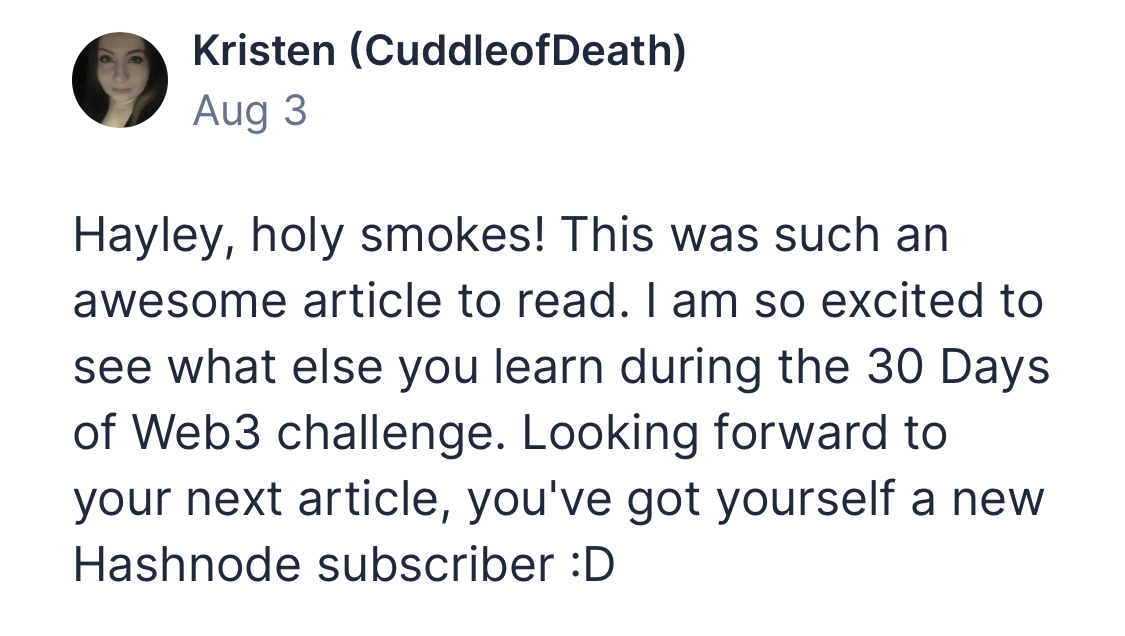 Kristen (CuddleofDeath)
Aug 3
Hayley, holy smokes! This was such an
awesome article to read. I am so excited to
see what else you learn during the 30 Days
of Web3 challenge. Looking forward to
your next article, you've got yourself a new
Hashnode subscriber :D